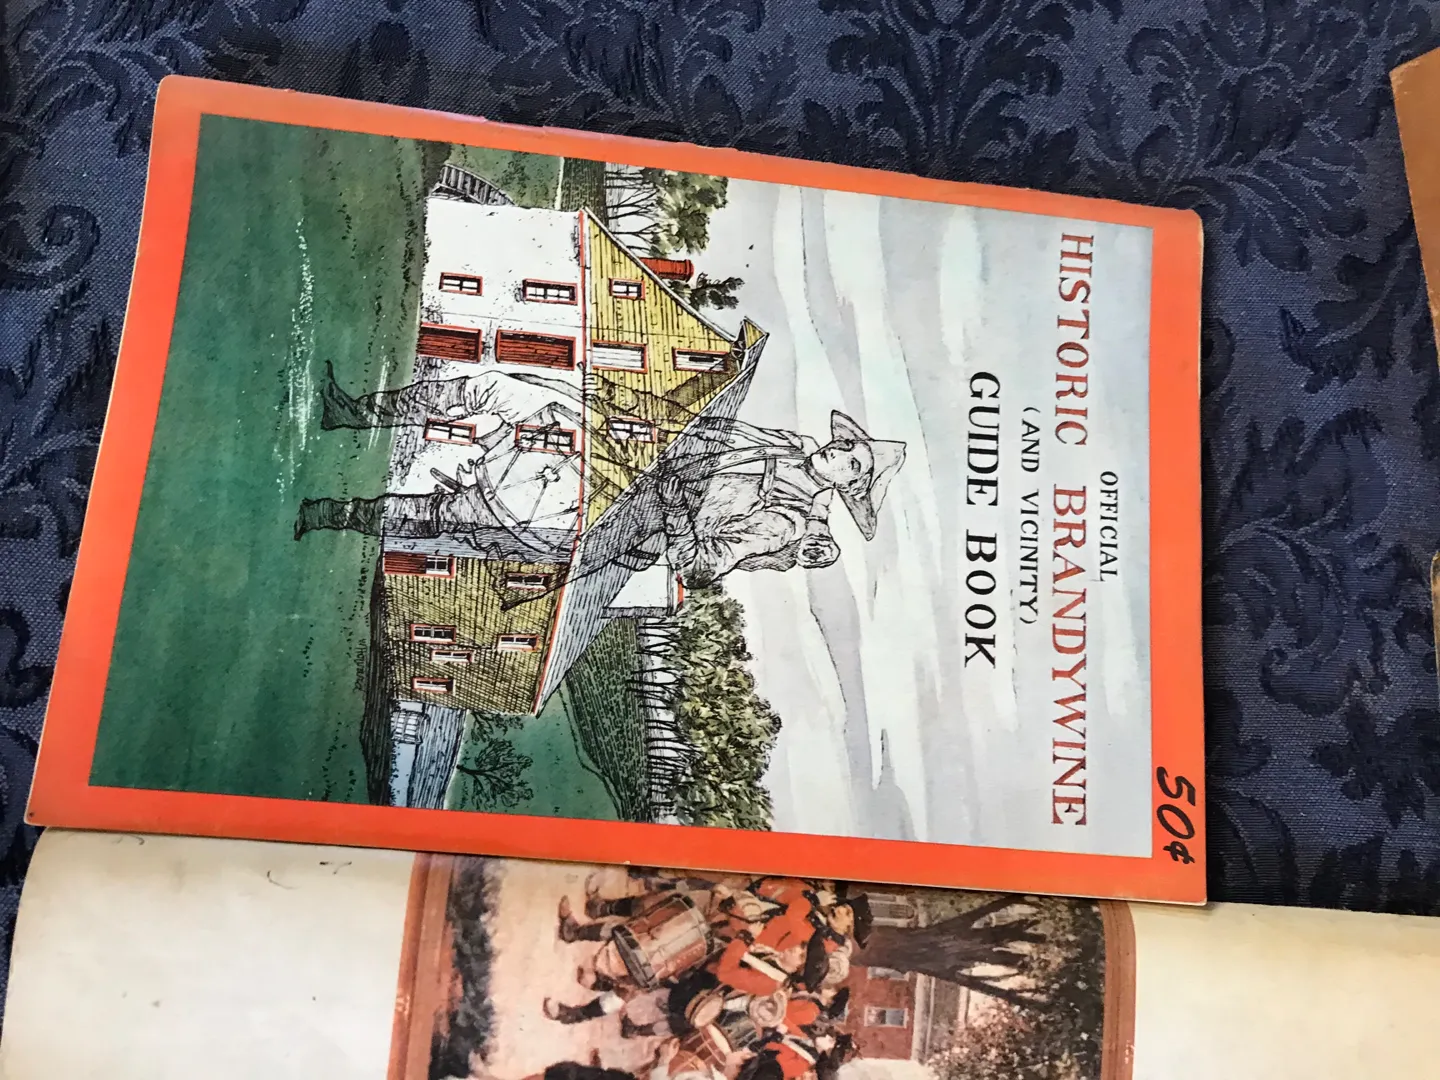 50¢
OFFICIAL
HISTORIC BRANDYWINE
(AND VICINITY)
GUIDE BOOK